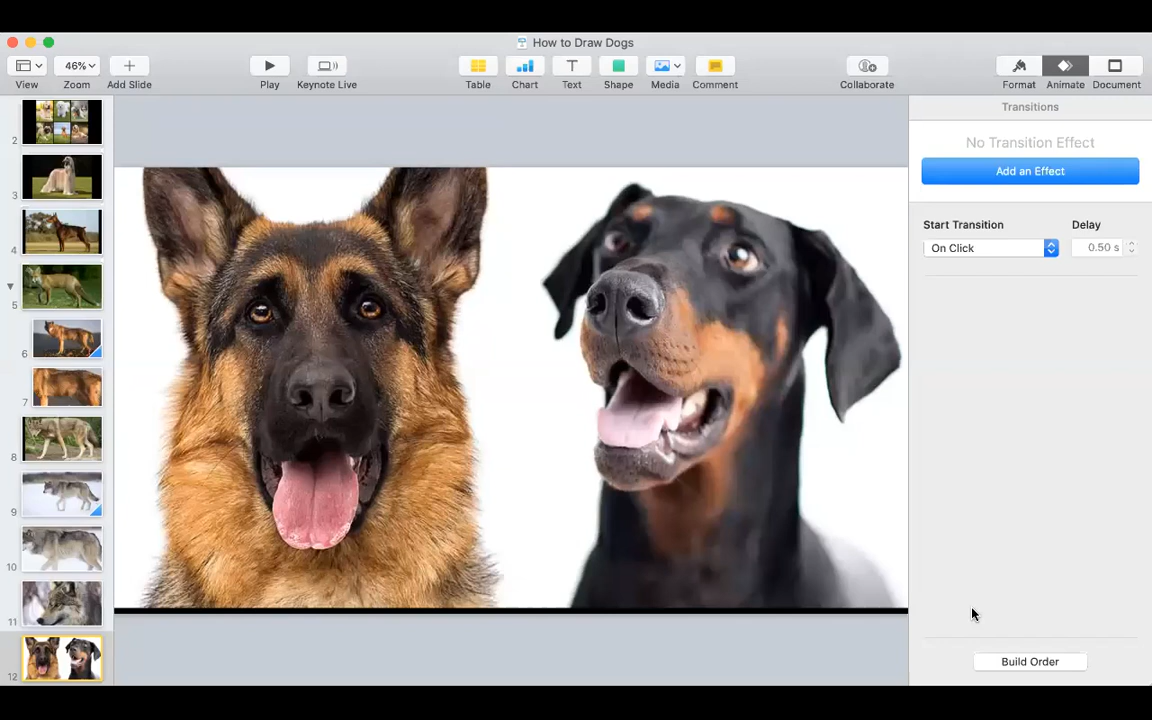 How to Draw Dogs
46%
View
Zoom
Add Slide
Play
Keynote Live
Table
Chart
Text
Shape
Media
Comment
Collaborate
Format
Animate
Document
Transitions
No Transition Effect
Add an Effect
Start Transition
Delay
On Click
0.50 s
Build Order
2
3
4
5
6
7
8
9
10
11
12